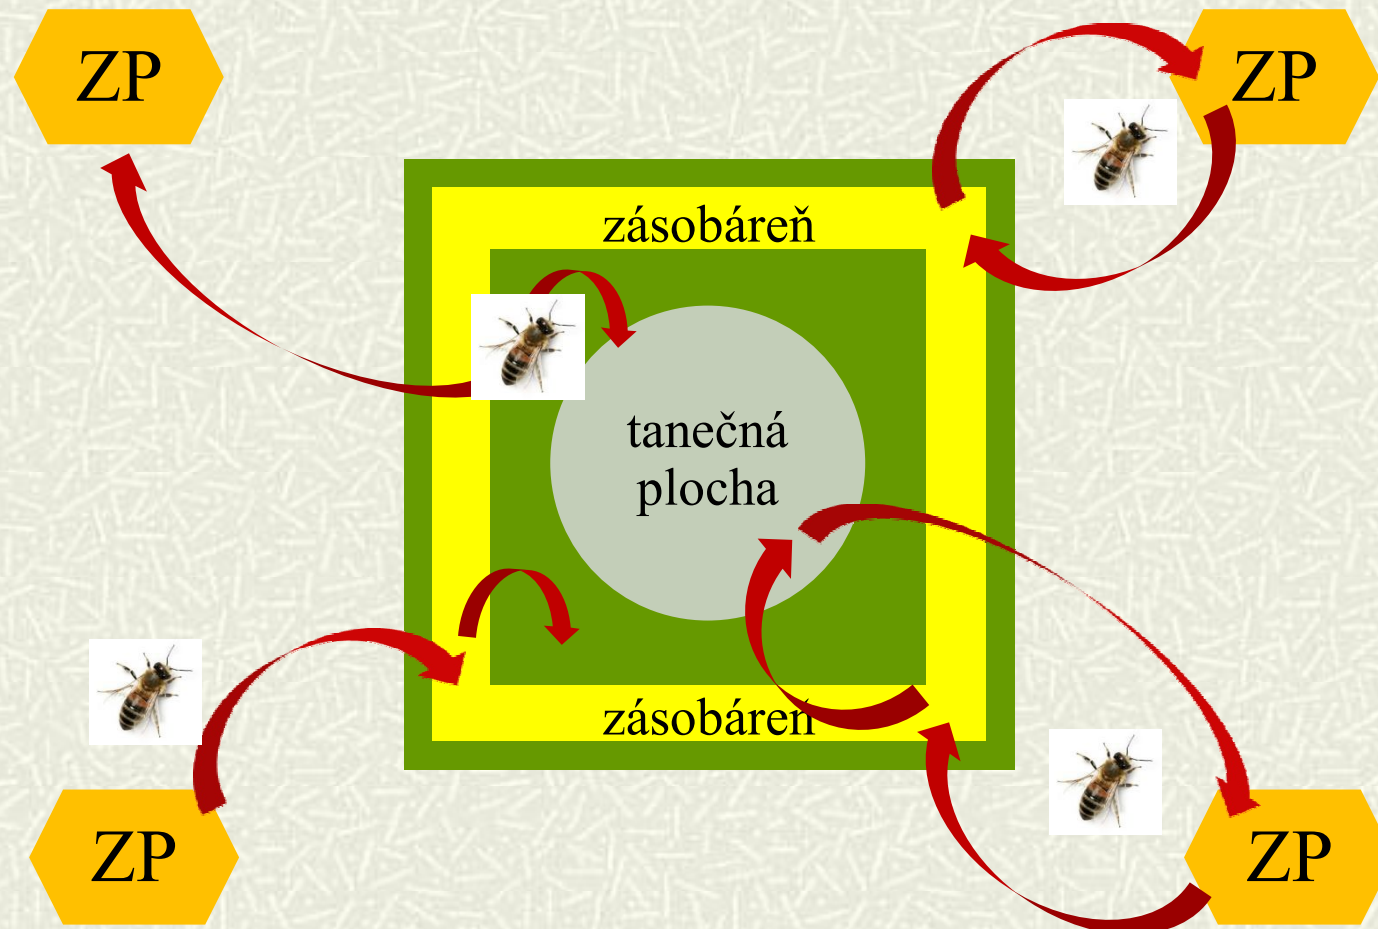 ZP
ZP
zásobáreň
tanečná
plocha
zásobáreň
ZP
ZP